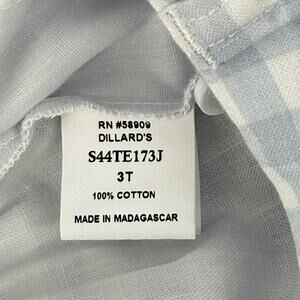 RN #58909
DILLARD'S
S44TE173J
3T
100% COTTON
MADE IN MADAGASCAR